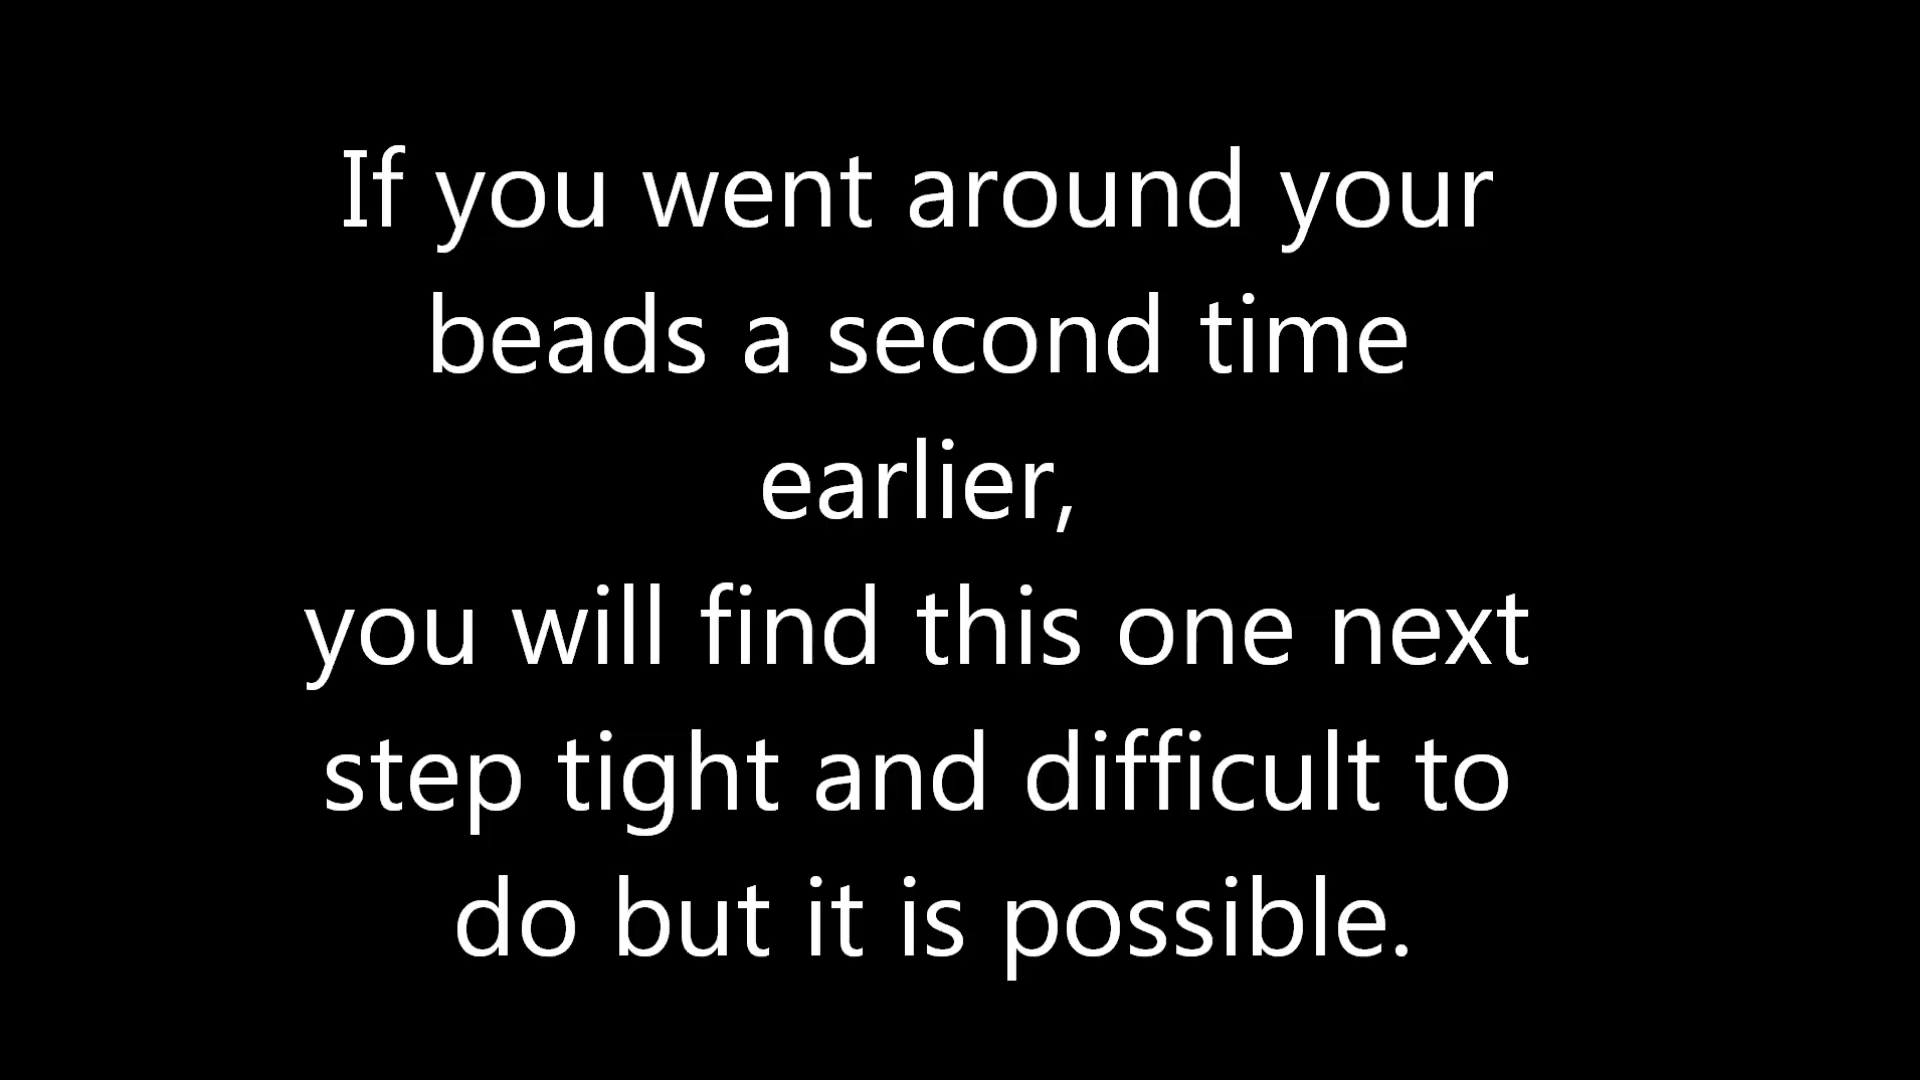 If you went around your
beads a second time
earlier,
you will find this one next
step tight and difficult to
do but it is possible.